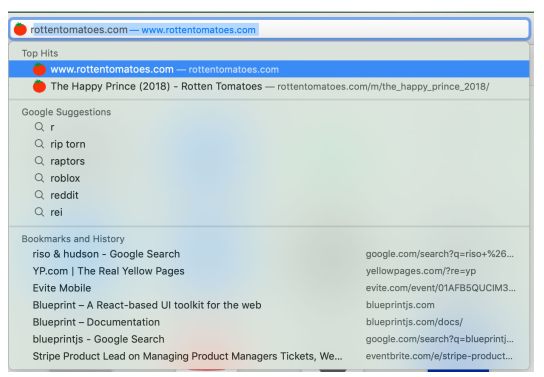 rottentomatoes.com — www.rottentomatoes.com
Top Hits
www.rottentomatoes.com — rottentomatoes.com
The Happy Prince (2018) - Rotten Tomatoes — rottentomatoes.com/m/the_happy_prince_2018/
Google Suggestions
r
rip torn
raptors
roblox
reddit
rei
Bookmarks and History
riso & hudson - Google Search google.com/search?q=riso+%26...
YP.com | The Real Yellow Pages yellowpages.com/?re=yp
Evite Mobile evite.com/event/01AFB5QUCIM3...
Blueprint – A React-based UI toolkit for the web blueprintjs.com
Blueprint – Documentation blueprintjs.com/docs/
blueprintjs - Google Search google.com/search?q=blueprintj...
Stripe Product Lead on Managing Product Managers Tickets, We... eventbrite.com/e/stripe-product...